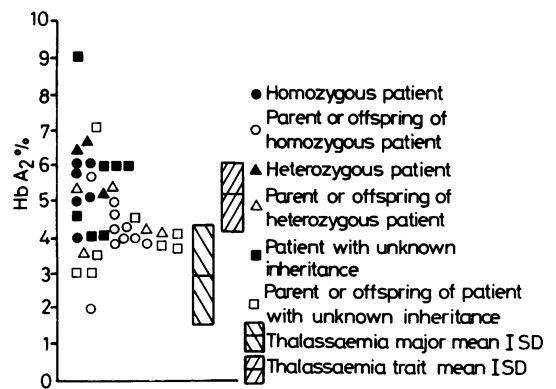 10
9
8
7
6
5
4
3
2
1
0
Hb A2 %
Homozygous patient
Parent or offspring of
homozygous patient
Heterozygous patient
Parent or offspring of
heterozygous patient
Patient with unknown
inheritance
Parent or offspring of patient
with unknown inheritance
Thalassaemia major mean I SD
Thalassaemia trait mean I SD